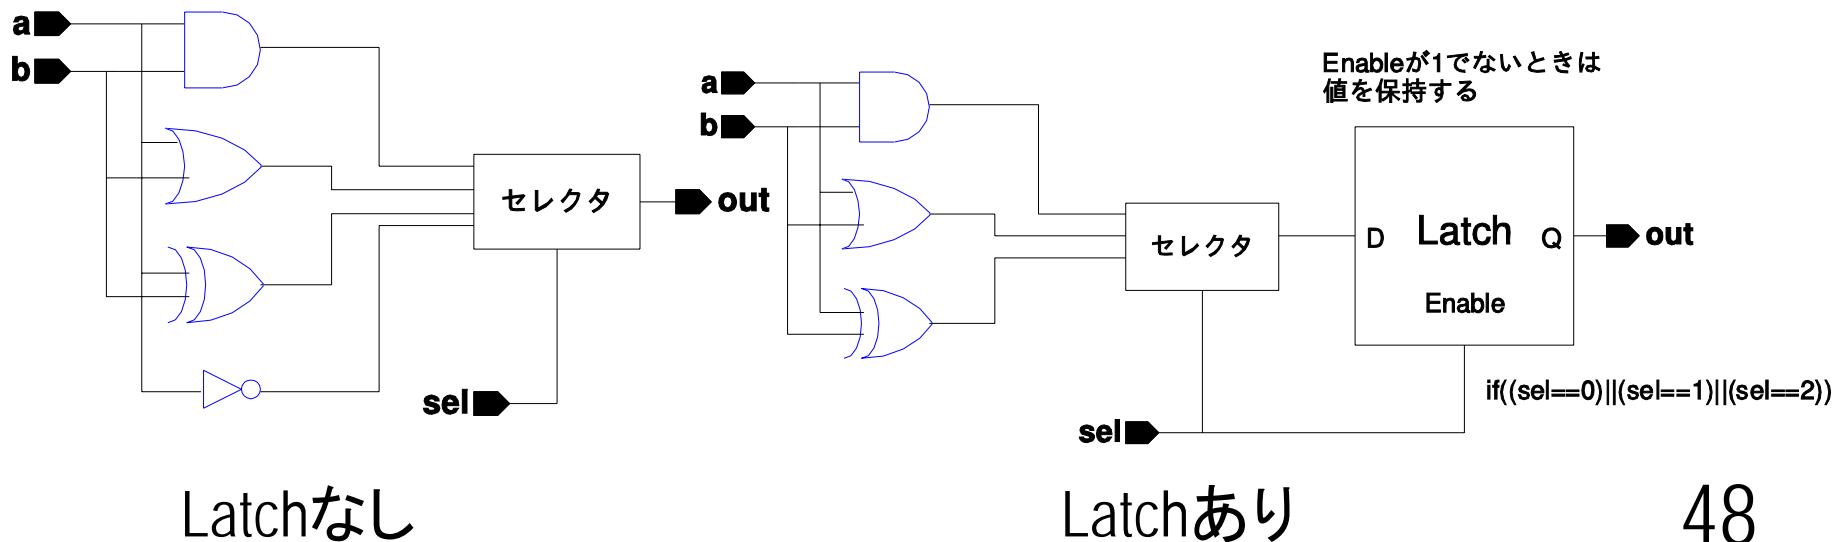 a
b
セレクタ
out
sel
Latchなし
a
b
セレクタ
Enableが1でないときは
値を保持する
D
Latch
Q
Enable
out
if((sel==0)||(sel==1)||(sel==2))
sel
Latchあり
48